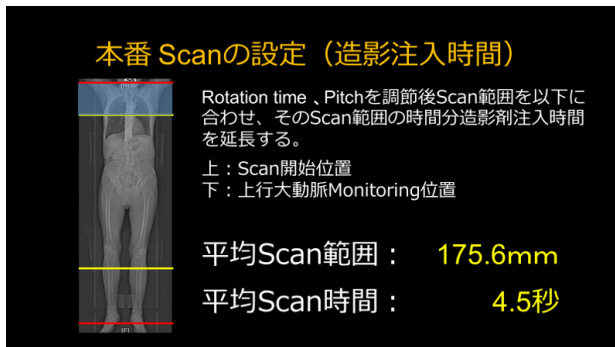 本番 Scanの設定（造影注入時間）
Rotation time 、Pitchを調節後Scan範囲を以下に
合わせ、そのScan範囲の時間分造影剤注入時間
を延長する。
上：Scan開始位置
下：上行大動脈Monitoring位置
平均Scan範囲： 175.6mm
平均Scan時間： 4.5秒